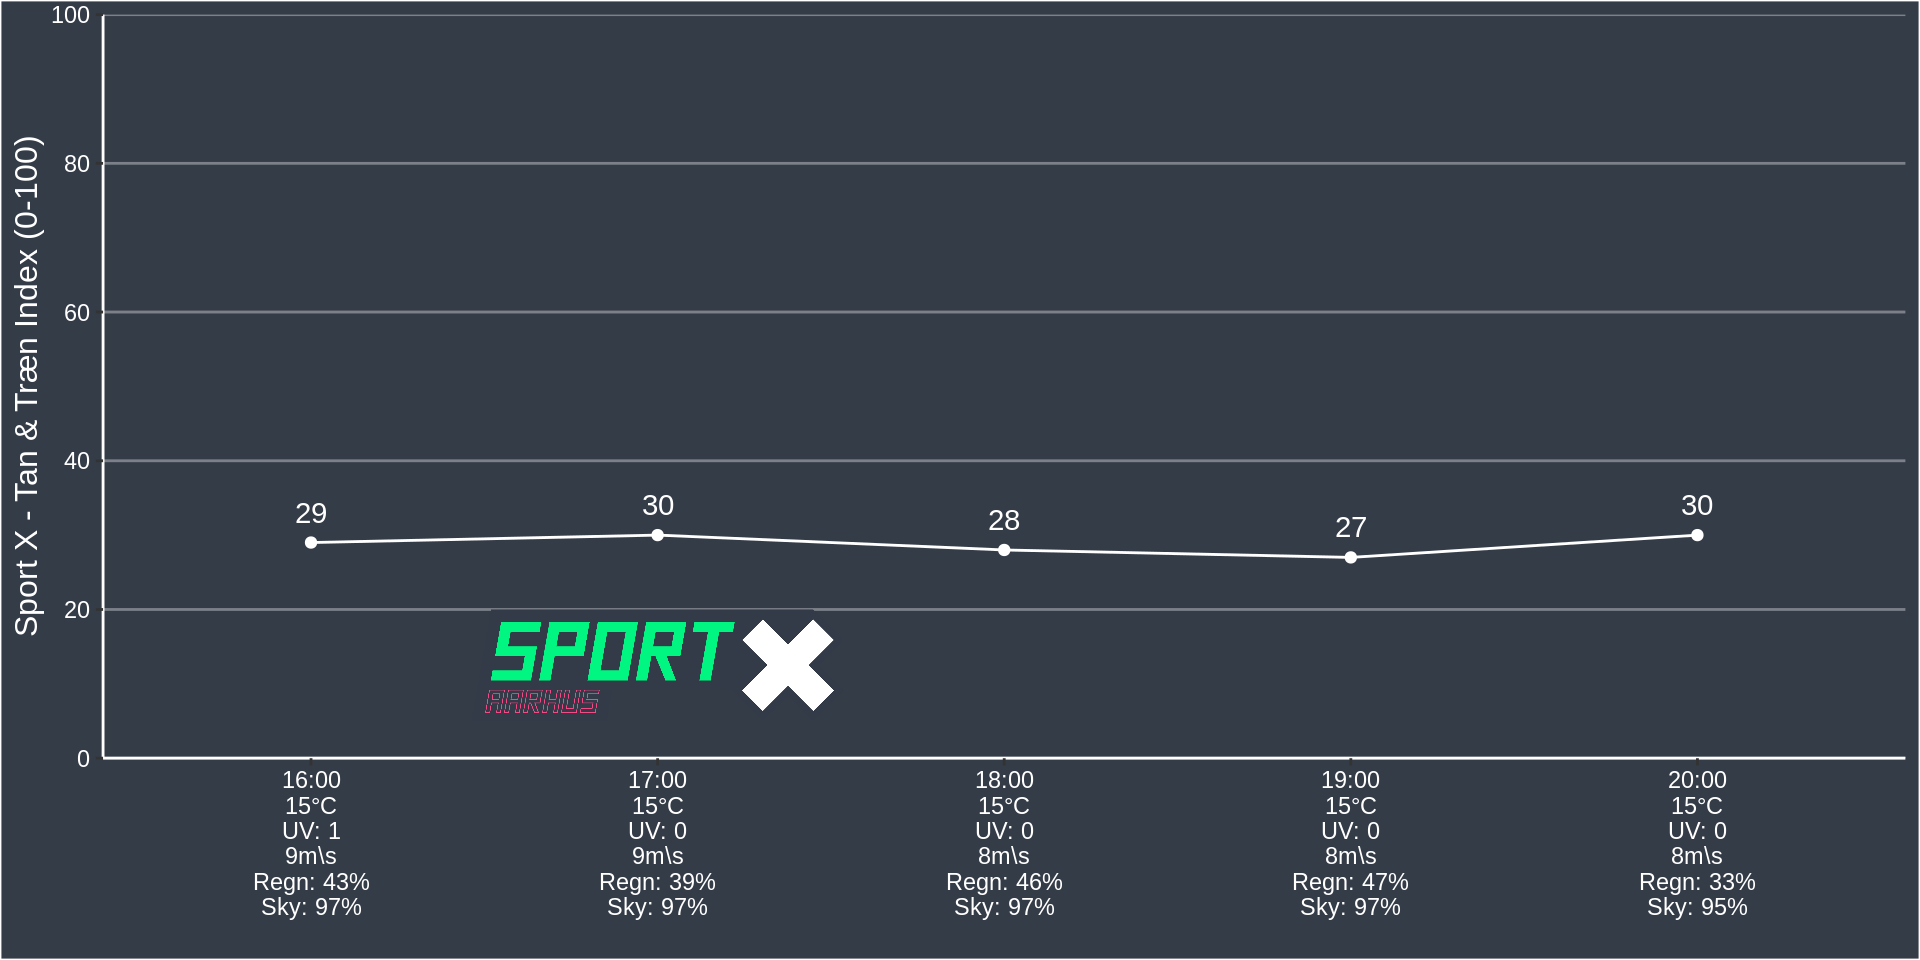 Sport X - Tan & Træn Index (0-100)
100
80
60
40
20
0
29
30
28
27
30
SPORT X
AARHUS
16:00
15°C
UV: 1
9m\s
Regn: 43%
Sky: 97%
17:00
15°C
UV: 0
9m\s
Regn: 39%
Sky: 97%
18:00
15°C
UV: 0
8m\s
Regn: 46%
Sky: 97%
19:00
15°C
UV: 0
8m\s
Regn: 47%
Sky: 97%
20:00
15°C
UV: 0
8m\s
Regn: 33%
Sky: 95%